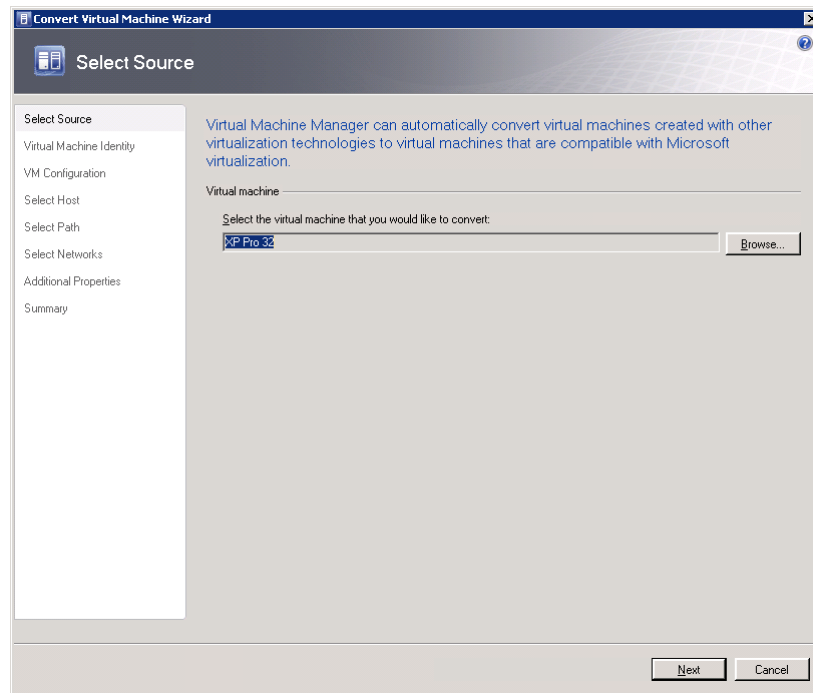 Convert Virtual Machine Wizard
Select Source
Select Source
Virtual Machine Identity
VM Configuration
Select Host
Select Path
Select Networks
Additional Properties
Summary
Virtual Machine Manager can automatically convert virtual machines created with other
virtualization technologies to virtual machines that are compatible with Microsoft
virtualization.
Virtual machine
Select the virtual machine that you would like to convert:
XP Pro 32
Browse...
Next
Cancel